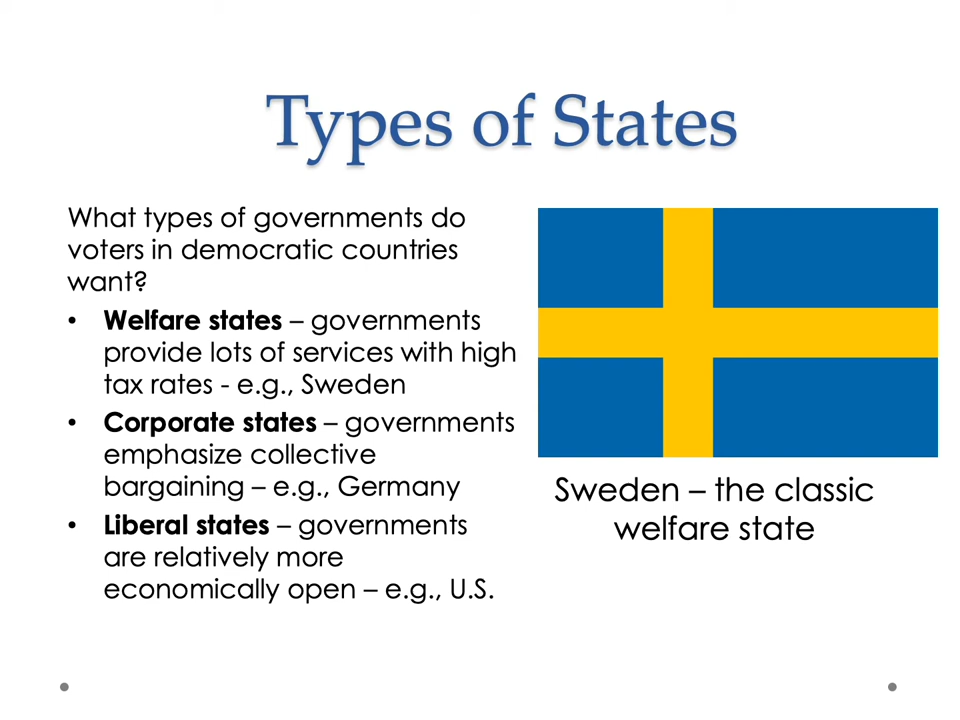 Types of States
What types of governments do
voters in democratic countries
want?
• Welfare states – governments
provide lots of services with high
tax rates - e.g., Sweden
• Corporate states – governments
emphasize collective
bargaining – e.g., Germany
• Liberal states – governments
are relatively more
economically open – e.g., U.S.
Sweden – the classic
welfare state